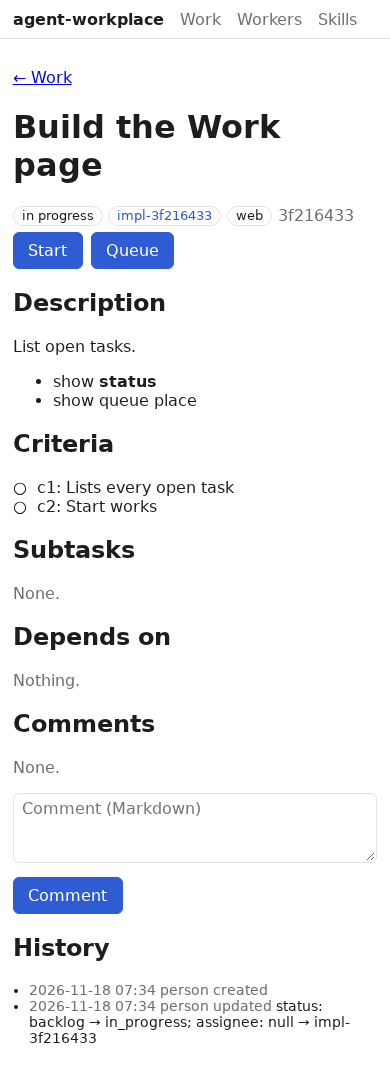 agent-workplace Work Workers Skills
← Work
Build the Work
page
in progress impl-3f216433 web 3f216433
Start Queue
Description
List open tasks.
• show status
• show queue place
Criteria
○ c1: Lists every open task
○ c2: Start works
Subtasks
None.
Depends on
Nothing.
Comments
None.
Comment (Markdown)
Comment
History
• 2026-11-18 07:34 person created
• 2026-11-18 07:34 person updated status:
backlog → in_progress; assignee: null → impl-
3f216433